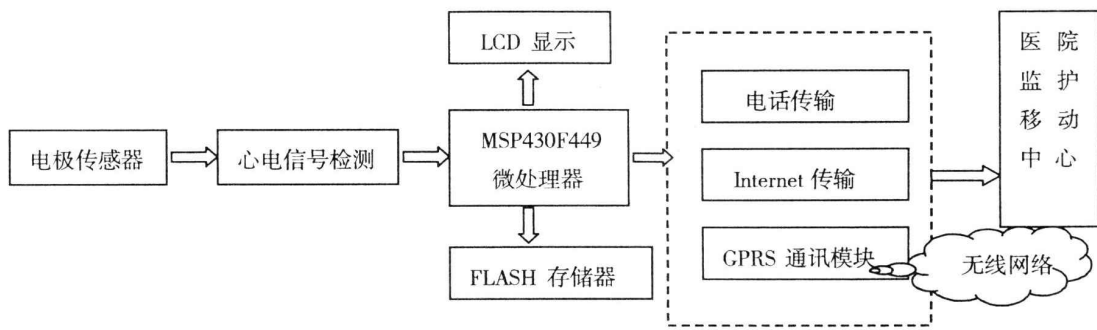 LCD 显示
电极传感器
心电信号检测
MSP430F449
微处理器
FLASH 存储器
电话传输
Internet 传输
GPRS 通讯模块
医院
监护
移动
中心
无线网络